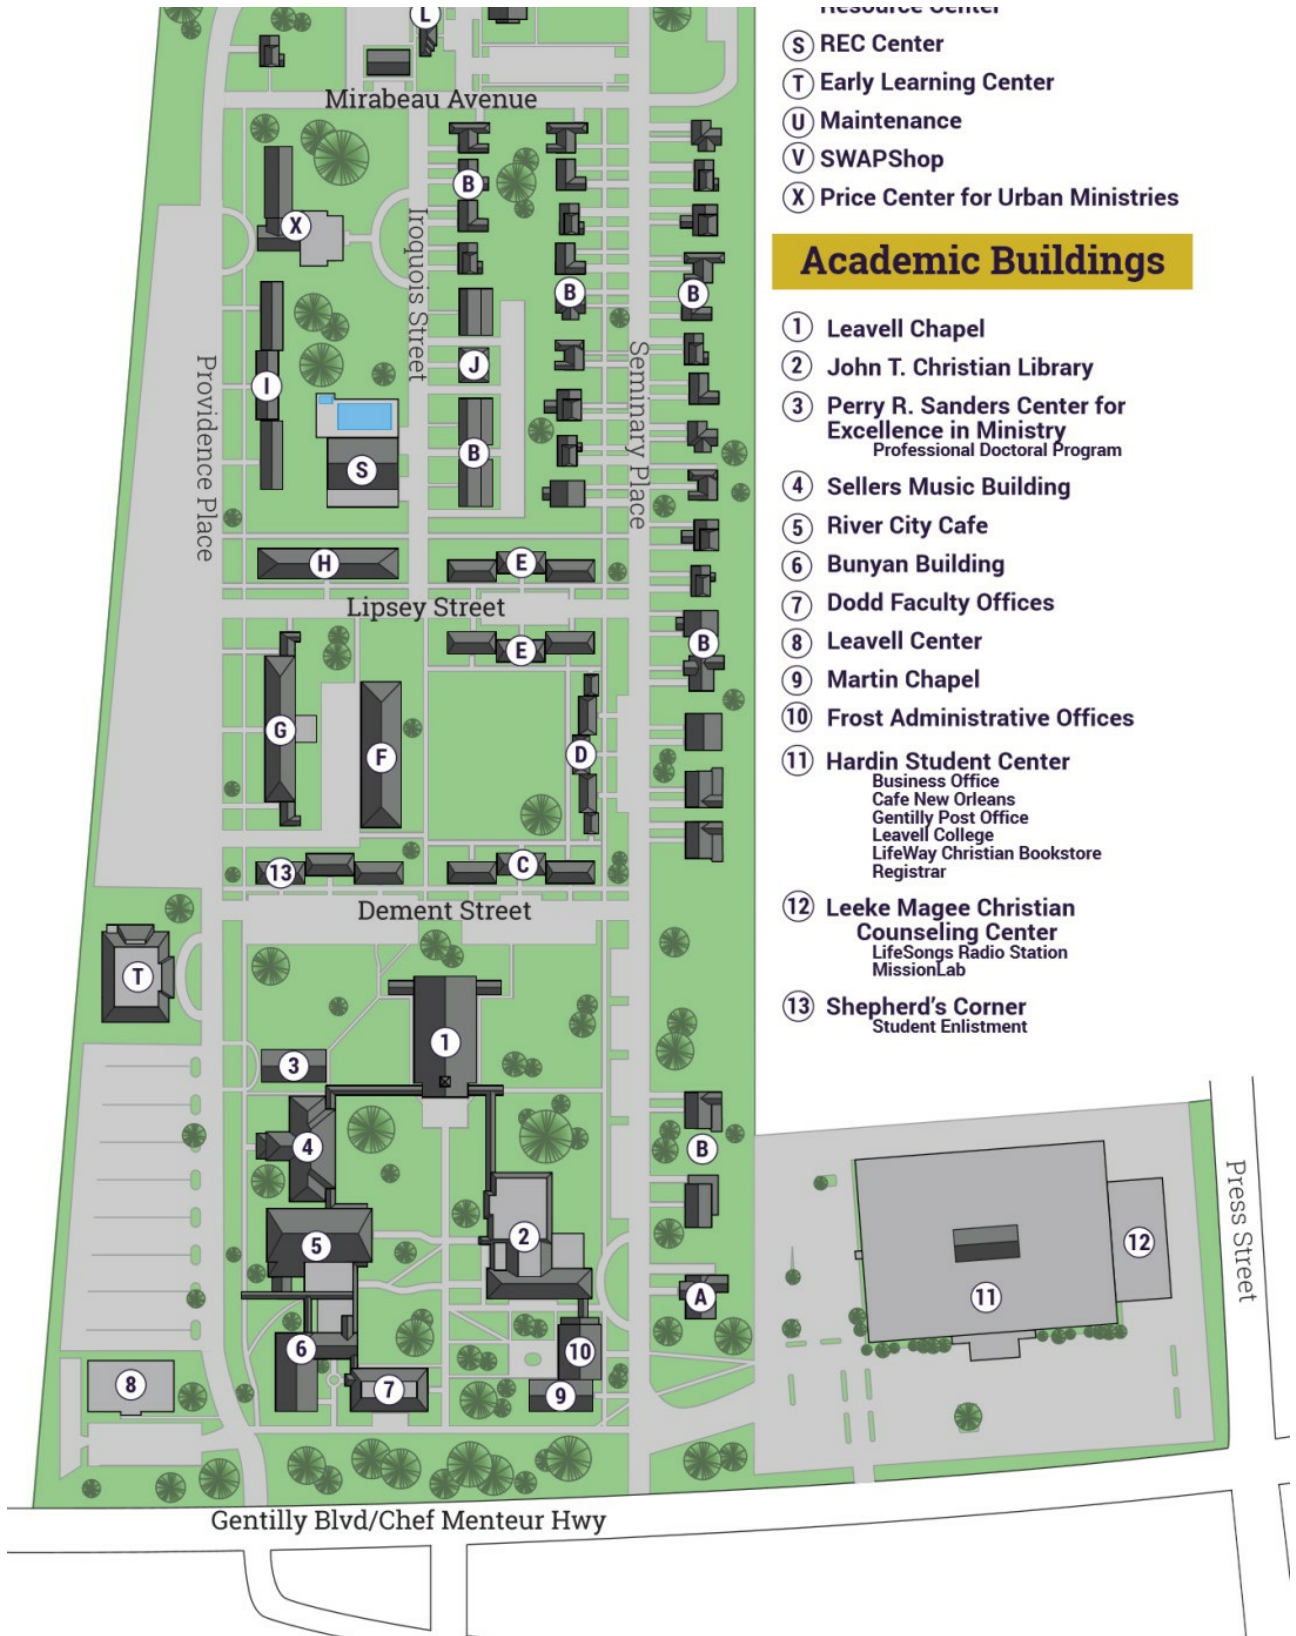 Resource Center
S REC Center
T Early Learning Center
U Maintenance
V SWAPShop
X Price Center for Urban Ministries
Academic Buildings
1 Leavell Chapel
2 John T. Christian Library
3 Perry R. Sanders Center for
Excellence in Ministry
Professional Doctoral Program
4 Sellers Music Building
5 River City Cafe
6 Bunyan Building
7 Dodd Faculty Offices
8 Leavell Center
9 Martin Chapel
10 Frost Administrative Offices
11 Hardin Student Center
Business Office
Cafe New Orleans
Gentilly Post Office
Leavell College
LifeWay Christian Bookstore
Registrar
12 Leeke Magee Christian
Counseling Center
LifeSongs Radio Station
MissionLab
13 Shepherd's Corner
Student Enlistment
L
Mirabeau Avenue
B
X
Iroquois Street
B
B
J
I
Providence Place
Seminary Place
S
B
H
E
Lipsey Street
E
B
G
F
D
13
C
Dement Street
T
1
3
4
B
2
5
12
Press Street
A
11
6
10
8
7
9
Gentilly Blvd/Chef Menteur Hwy